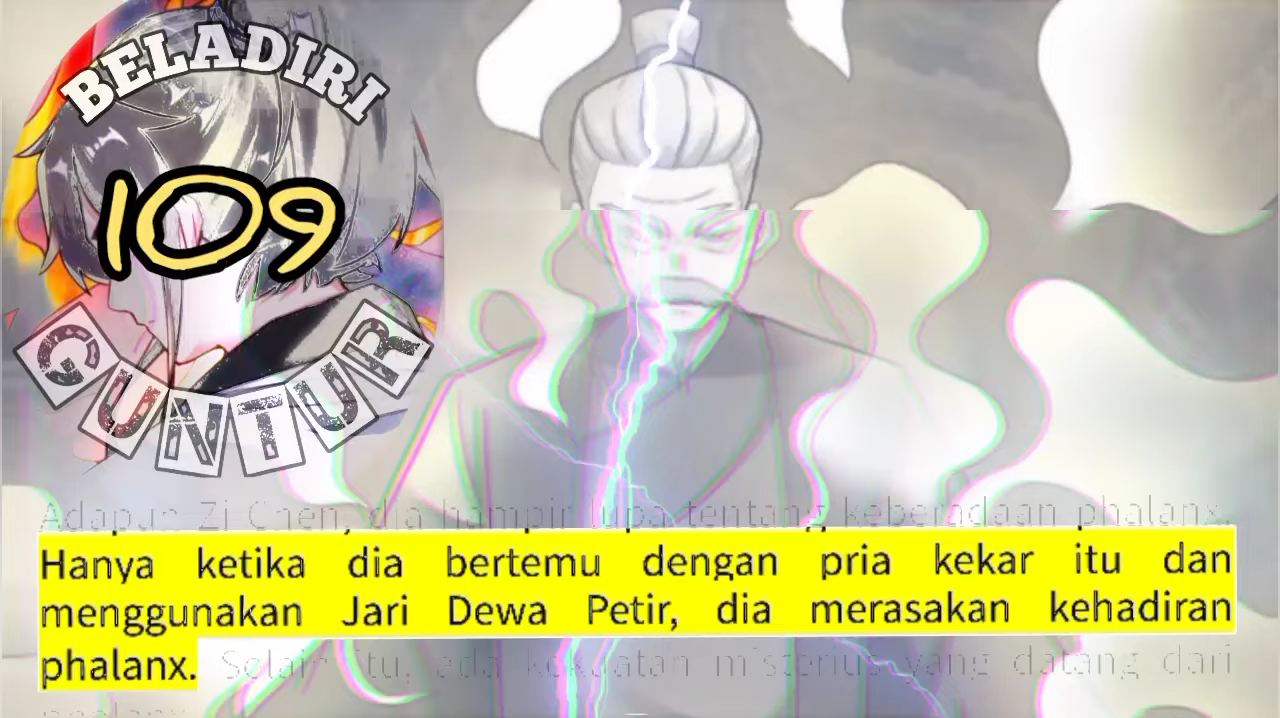 BELADIRI
109
GUNTUR
Adapun Zi Chen, dia hampir lupa tentang keberadaan phalanx.
Hanya ketika dia bertemu dengan pria kekar itu dan
menggunakan Jari Dewa Petir, dia merasakan kehadiran
phalanx. Selain itu, ada kekuatan misterius yang datang dari